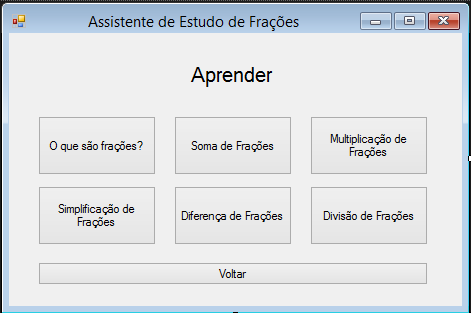 Assistente de Estudo de Frações
Aprender
O que são frações?
Soma de Frações
Multiplicação de
Frações
Simplificação de
Frações
Diferença de Frações
Divisão de Frações
Voltar